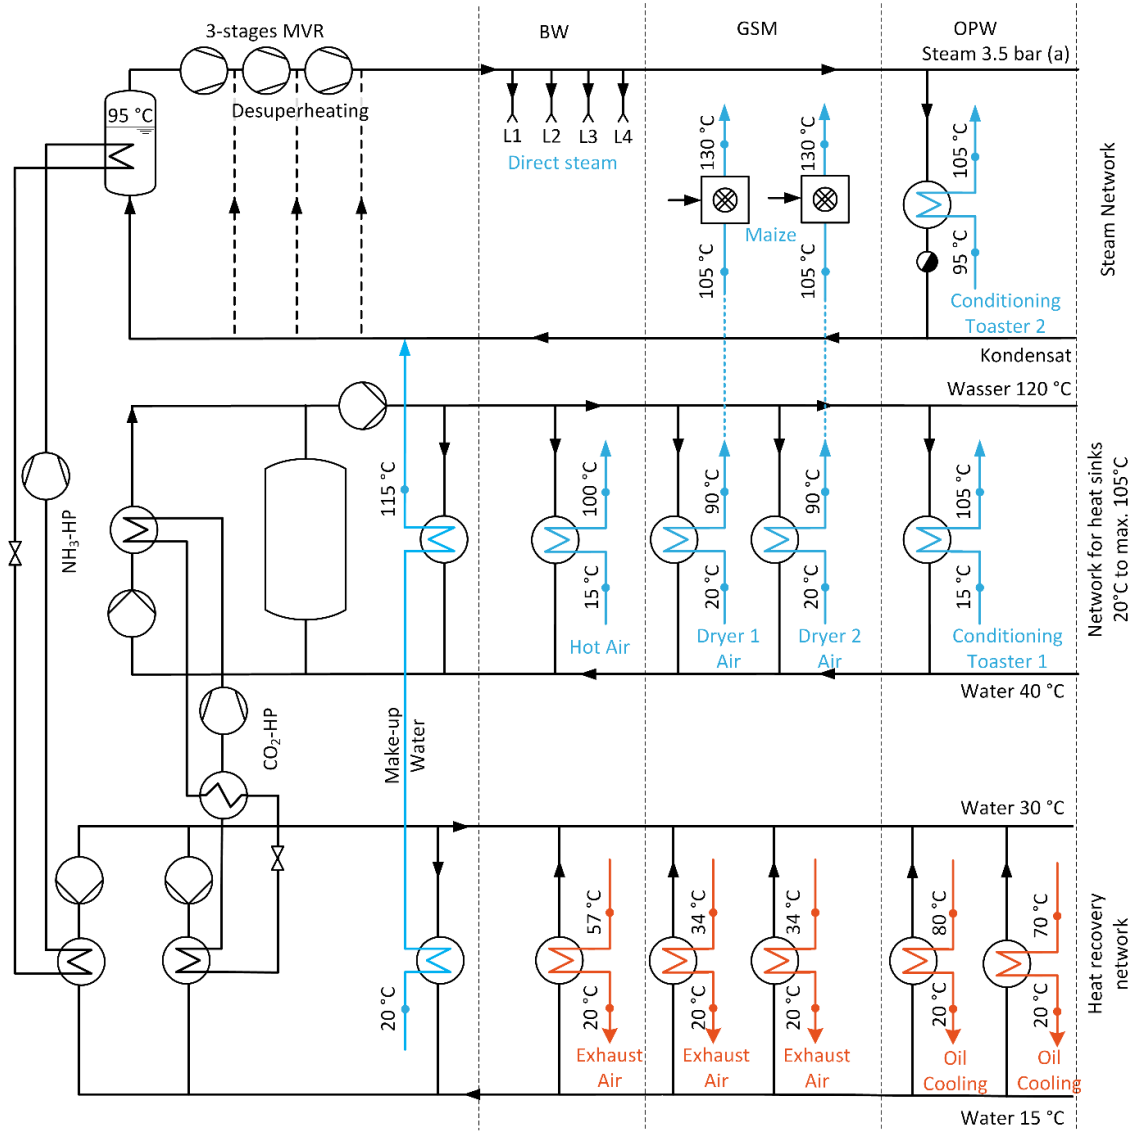 3-stages MVR
BW
GSM
OPW
Steam 3.5 bar (a)
95 °C
Desuperheating
L1
L2
L3
L4
Direct steam
130 °C
130 °C
105 °C
Maize
105 °C
105 °C
95 °C
Conditioning
Toaster 2
Steam Network
Kondensat
Wasser 120 °C
NH₃-HP
115 °C
100 °C
90 °C
90 °C
105 °C
15 °C
20 °C
20 °C
15 °C
Hot Air
Dryer 1
Air
Dryer 2
Air
Conditioning
Toaster 1
Network for heat sinks
20°C to max. 105°C
Water 40 °C
CO₂-HP
Make-up
Water
Water 30 °C
57 °C
34 °C
34 °C
80 °C
70 °C
20 °C
20 °C
20 °C
20 °C
20 °C
20 °C
Exhaust
Air
Exhaust
Air
Exhaust
Air
Oil
Cooling
Oil
Cooling
Heat recovery
network
Water 15 °C